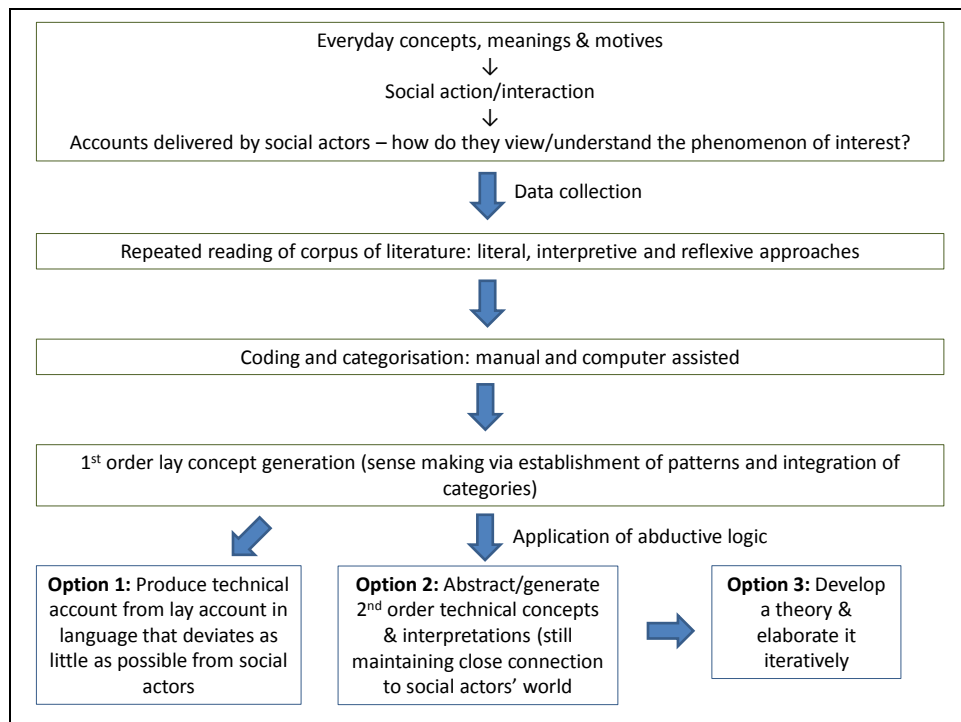 Everyday concepts, meanings & motives
↓
Social action/interaction
↓
Accounts delivered by social actors – how do they view/understand the phenomenon of interest?
Data collection
Repeated reading of corpus of literature: literal, interpretive and reflexive approaches
Coding and categorisation: manual and computer assisted
1st order lay concept generation (sense making via establishment of patterns and integration of
categories)
Application of abductive logic
Option 1: Produce technical
account from lay account in
language that deviates as
little as possible from social
actors
Option 2: Abstract/generate
2nd order technical concepts
& interpretations (still
maintaining close connection
to social actors’ world
Option 3: Develop
a theory &
elaborate it
iteratively